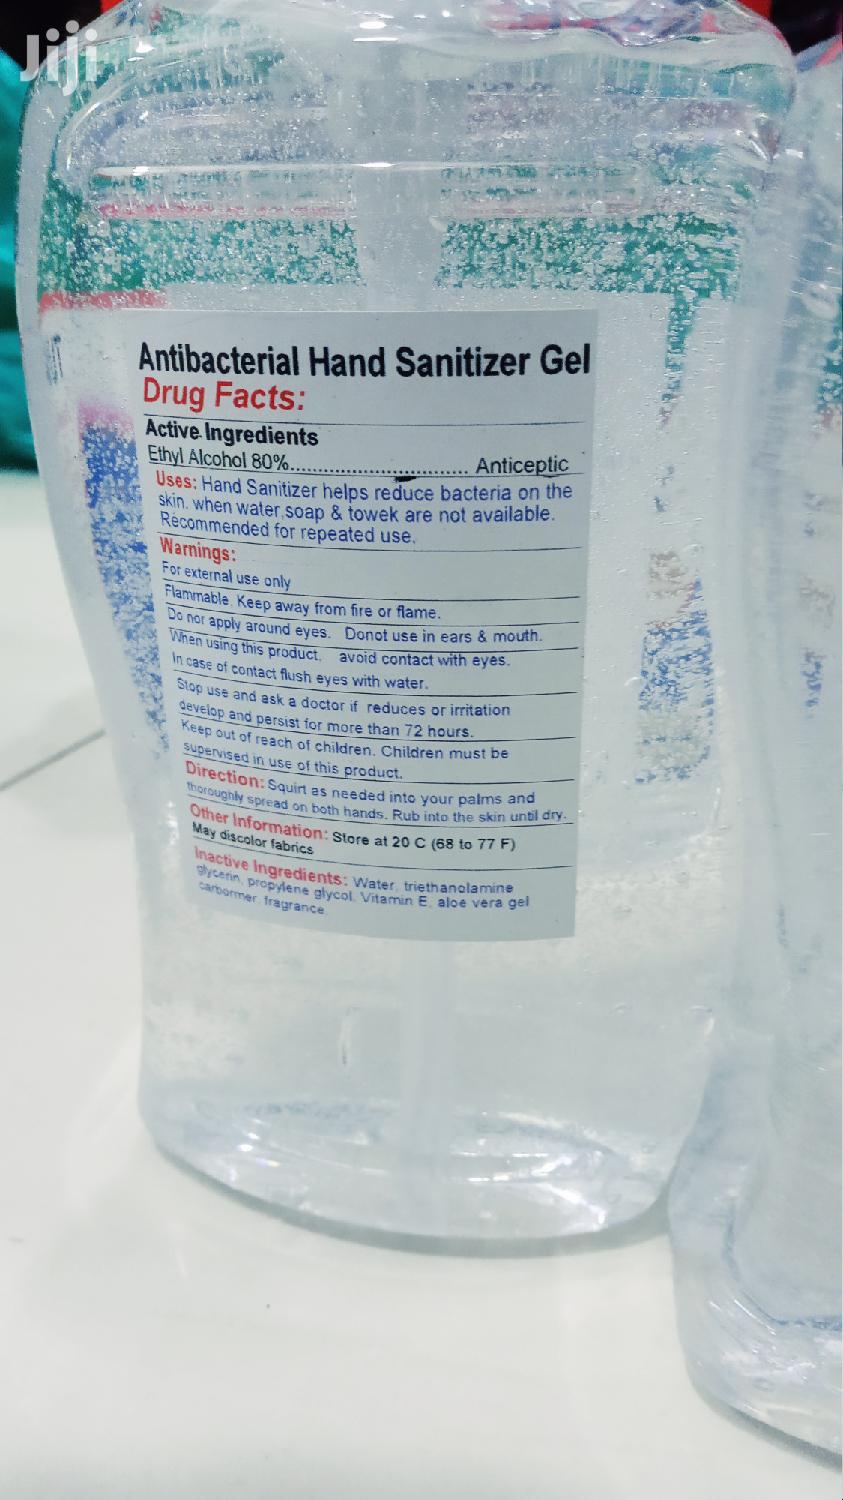 Jiji
Antibacterial Hand Sanitizer Gel
Drug Facts:
Active Ingredients
Ethyl Alcohol 80%............................ Anticeptic
Uses: Hand Sanitizer helps reduce bacteria on the
skin. when water,soap & towek are not available.
Recommended for repeated use.
Warnings:
For external use only
Flammable. Keep away from fire or flame.
Do nor apply around eyes. Donot use in ears & mouth.
When using this product, avoid contact with eyes.
In case of contact flush eyes with water.
Stop use and ask a doctor if reduces or irritation
develop and persist for more than 72 hours.
Keep out of reach of children. Children must be
supervised in use of this product.
Direction: Squirt as needed into your palms and
thoroughly spread on both hands. Rub into the skin until dry.
Other Information: Store at 20 C (68 to 77 F)
May discolor fabrics
Inactive Ingredients: Water, triethanolamine
glycerin, propylene glycol. Vitamin E, aloe vera gel
carbormer, fragrance